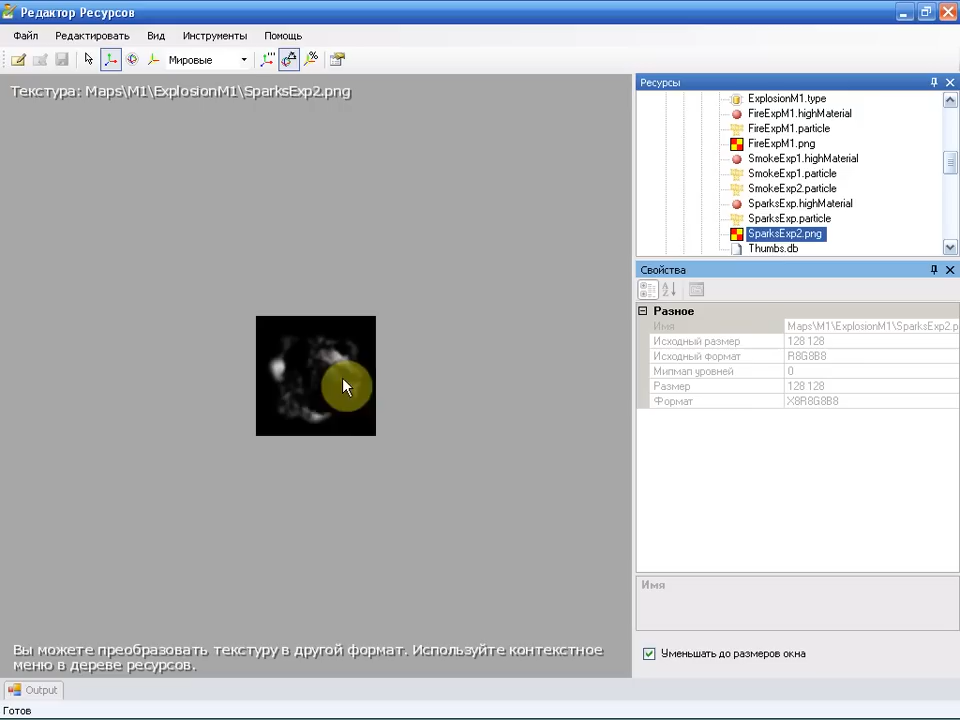 Редактор Ресурсов
Файл Редактировать Вид Инструменты Помощь
Мировые
Текстура: Maps\M1\ExplosionM1\SparksExp2.png
Ресурсы
ExplosionM1.type
FireExpM1.highMaterial
FireExpM1.particle
FireExpM1.png
SmokeExp1.highMaterial
SmokeExp1.particle
SmokeExp2.particle
SparksExp.highMaterial
SparksExp.particle
SparksExp2.png
Thumbs.db
Свойства
Разное
Имя Maps\M1\ExplosionM1\SparksExp2.p
Исходный размер 128 128
Исходный формат R8G8B8
Мипмап уровней 0
Размер 128 128
Формат X8R8G8B8
Имя
Уменьшать до размеров окна
Вы можете преобразовать текстуру в другой формат. Используйте контекстное
меню в дереве ресурсов.
Output
Готов